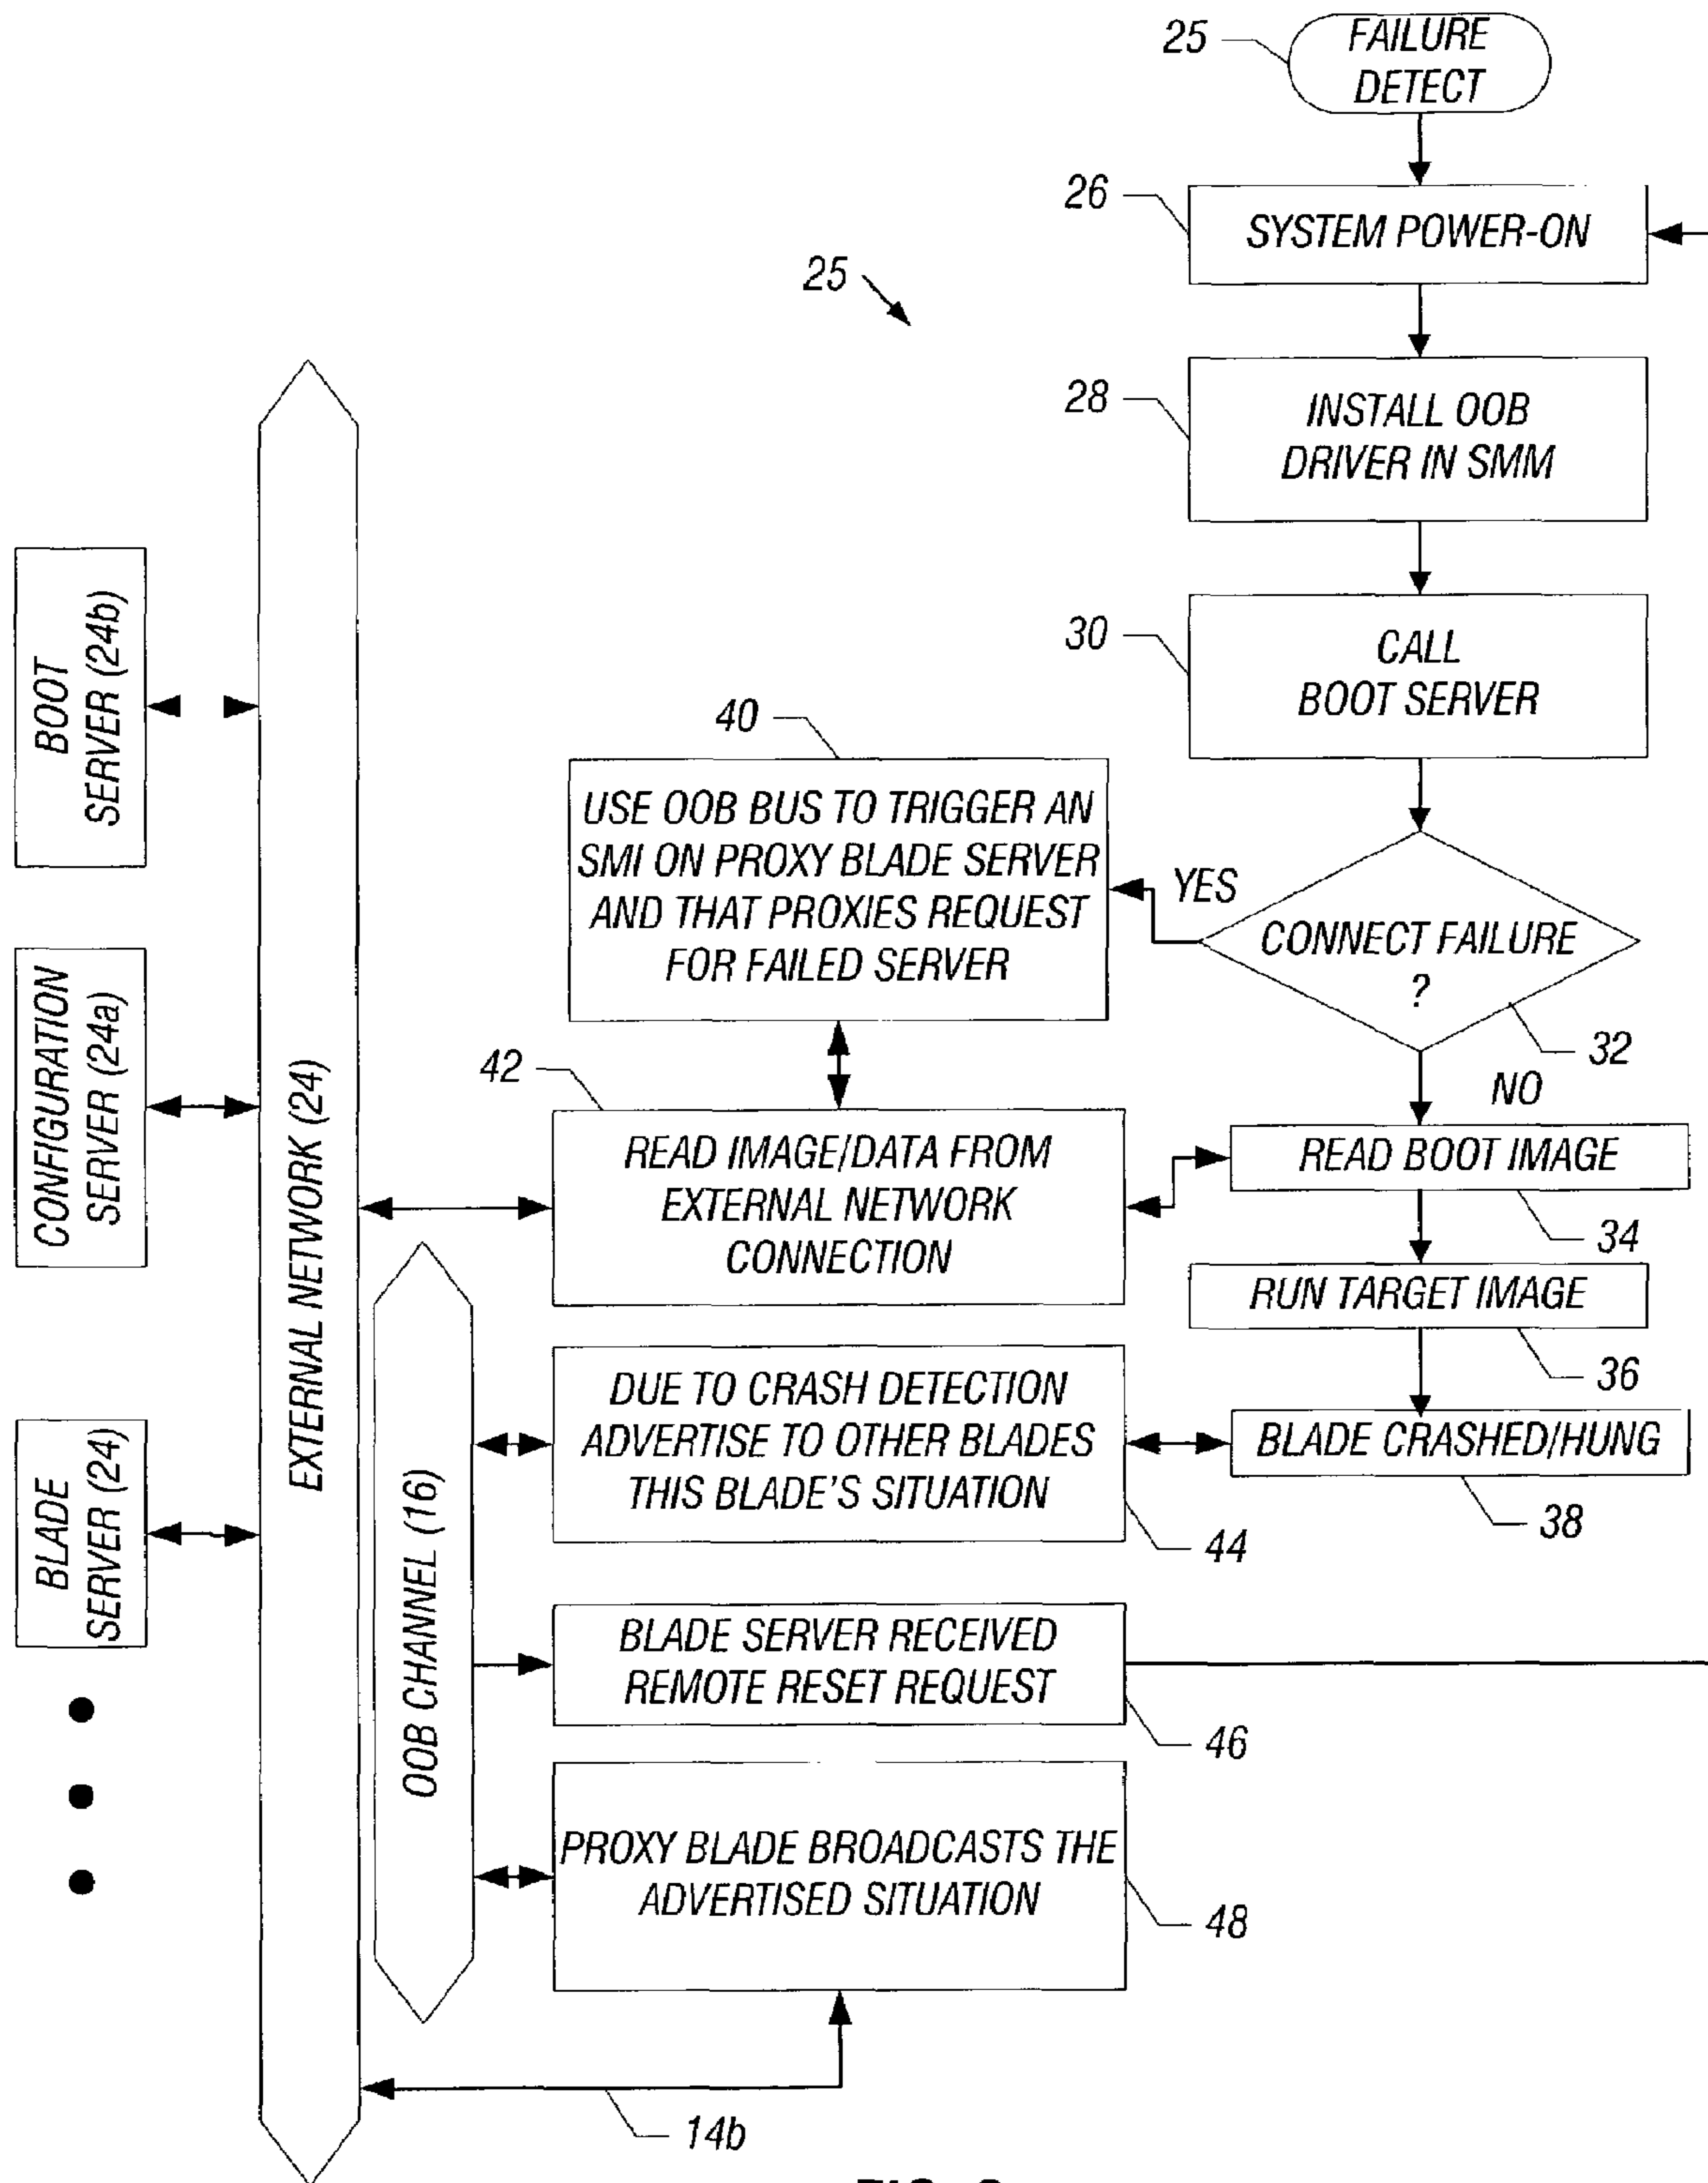 25
FAILURE
DETECT
26
SYSTEM POWER-ON
25
28
INSTALL OOB
DRIVER IN SMM
30
CALL
BOOT SERVER
40
USE OOB BUS TO TRIGGER AN
SMI ON PROXY BLADE SERVER
AND THAT PROXIES REQUEST
FOR FAILED SERVER
YES
CONNECT FAILURE
?
32
NO
42
READ IMAGE/DATA FROM
EXTERNAL NETWORK
CONNECTION
READ BOOT IMAGE
34
RUN TARGET IMAGE
36
DUE TO CRASH DETECTION
ADVERTISE TO OTHER BLADES
THIS BLADE'S SITUATION
44
BLADE CRASHED/HUNG
38
BLADE SERVER RECEIVED
REMOTE RESET REQUEST
46
PROXY BLADE BROADCASTS THE
ADVERTISED SITUATION
48
14b
BOOT
SERVER (24b)
CONFIGURATION
SERVER (24a)
BLADE
SERVER (24)
EXTERNAL NETWORK (24)
OOB CHANNEL (16)